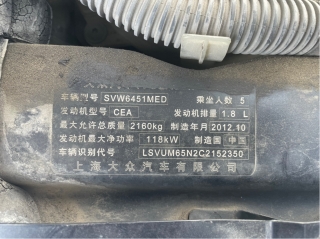 车辆型号 SVW6451MED 乘坐人数 5
发动机型号 CEA 发动机排量 1.8 L
最大允许总质量 2160kg 制造年月 2012.10
发动机最大净功率 118kW 制造国 中国
车辆识别代号 LSVUM65N2C2152350
上海大众汽车有限公司